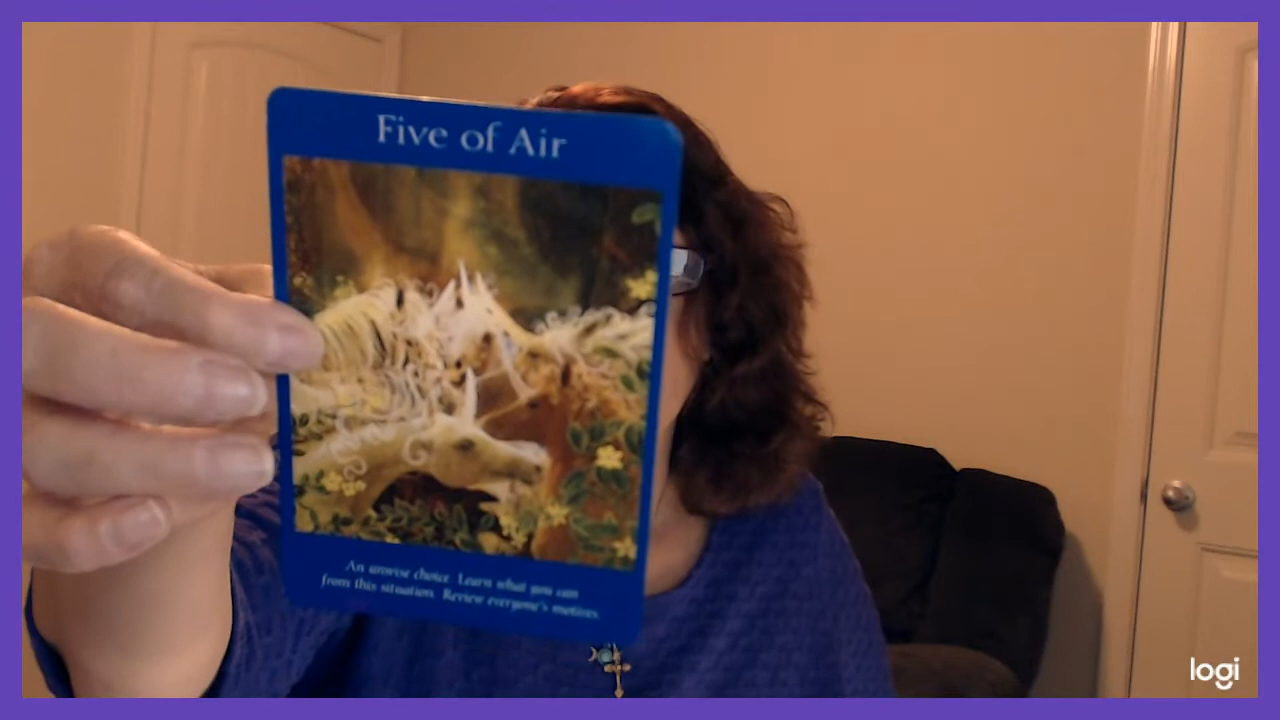 Five of Air
An unwise choice. Learn what you can
from this situation. Review everyone's motives.
logi